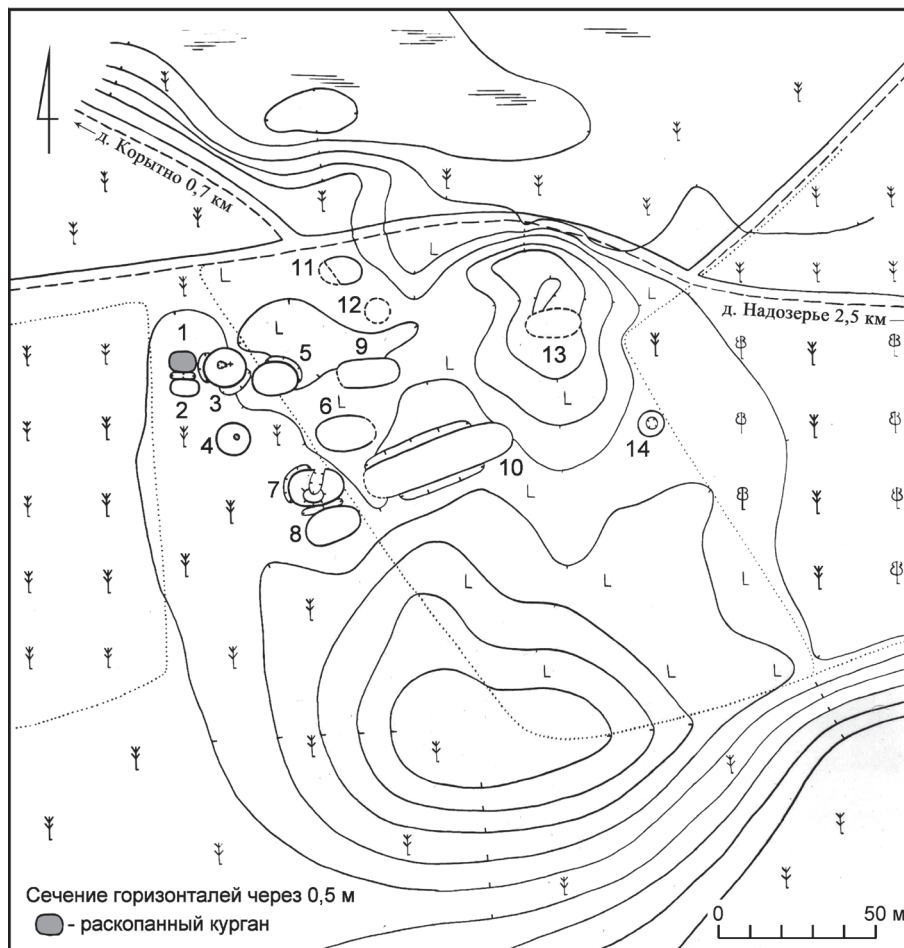 ← д. Корытно 0,7 км
11
12
д. Надозерье 2,5 км →
13
1
5
9
2
3
6
14
4
10
7
8
Сечение горизонталей через 0,5 м
- раскопанный курган
0 50 м